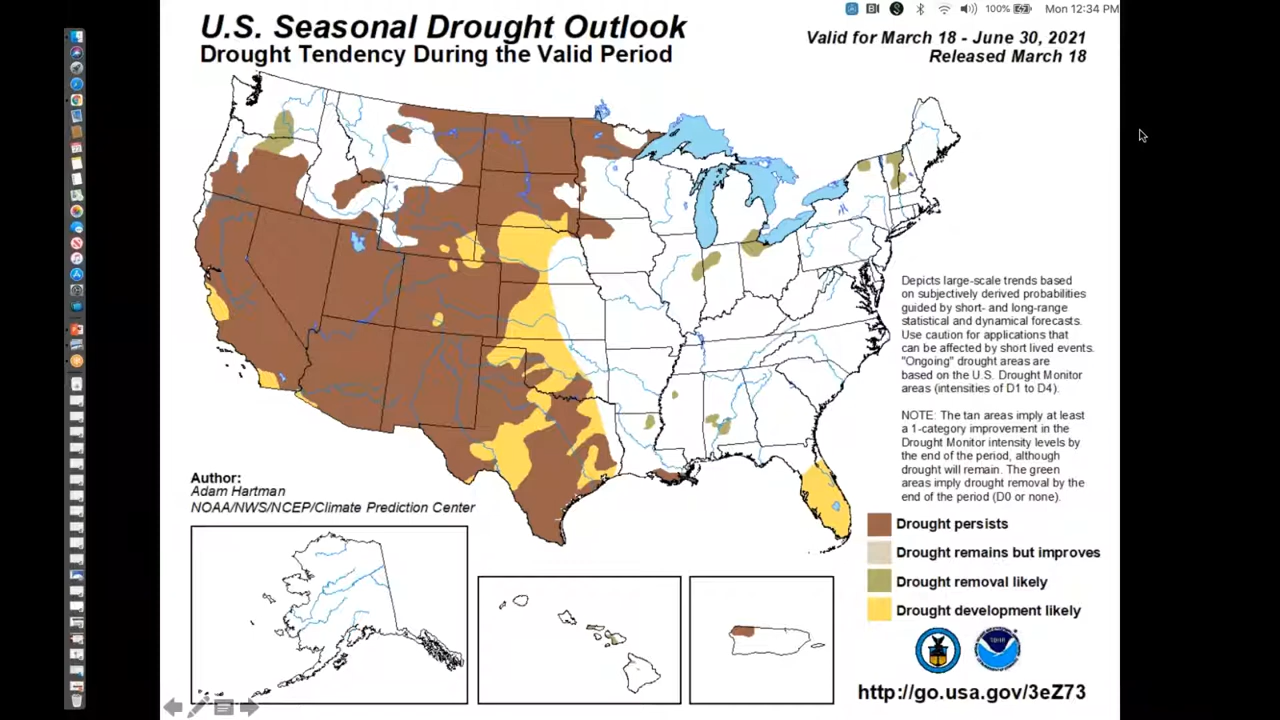 100%
Mon 12:34 PM
U.S. Seasonal Drought Outlook
Drought Tendency During the Valid Period
Valid for March 18 - June 30, 2021
Released March 18
Depicts large-scale trends based
on subjectively derived probabilities
guided by short- and long-range
statistical and dynamical forecasts.
Use caution for applications that
can be affected by short lived events.
"Ongoing" drought areas are
based on the U.S. Drought Monitor
areas (intensities of D1 to D4).
NOTE: The tan areas imply at least
a 1-category improvement in the
Drought Monitor intensity levels by
the end of the period, although
drought will remain. The green
areas imply drought removal by the
end of the period (D0 or none).
Author:
Adam Hartman
NOAA/NWS/NCEP/Climate Prediction Center
Drought persists
Drought remains but improves
Drought removal likely
Drought development likely
http://go.usa.gov/3eZ73